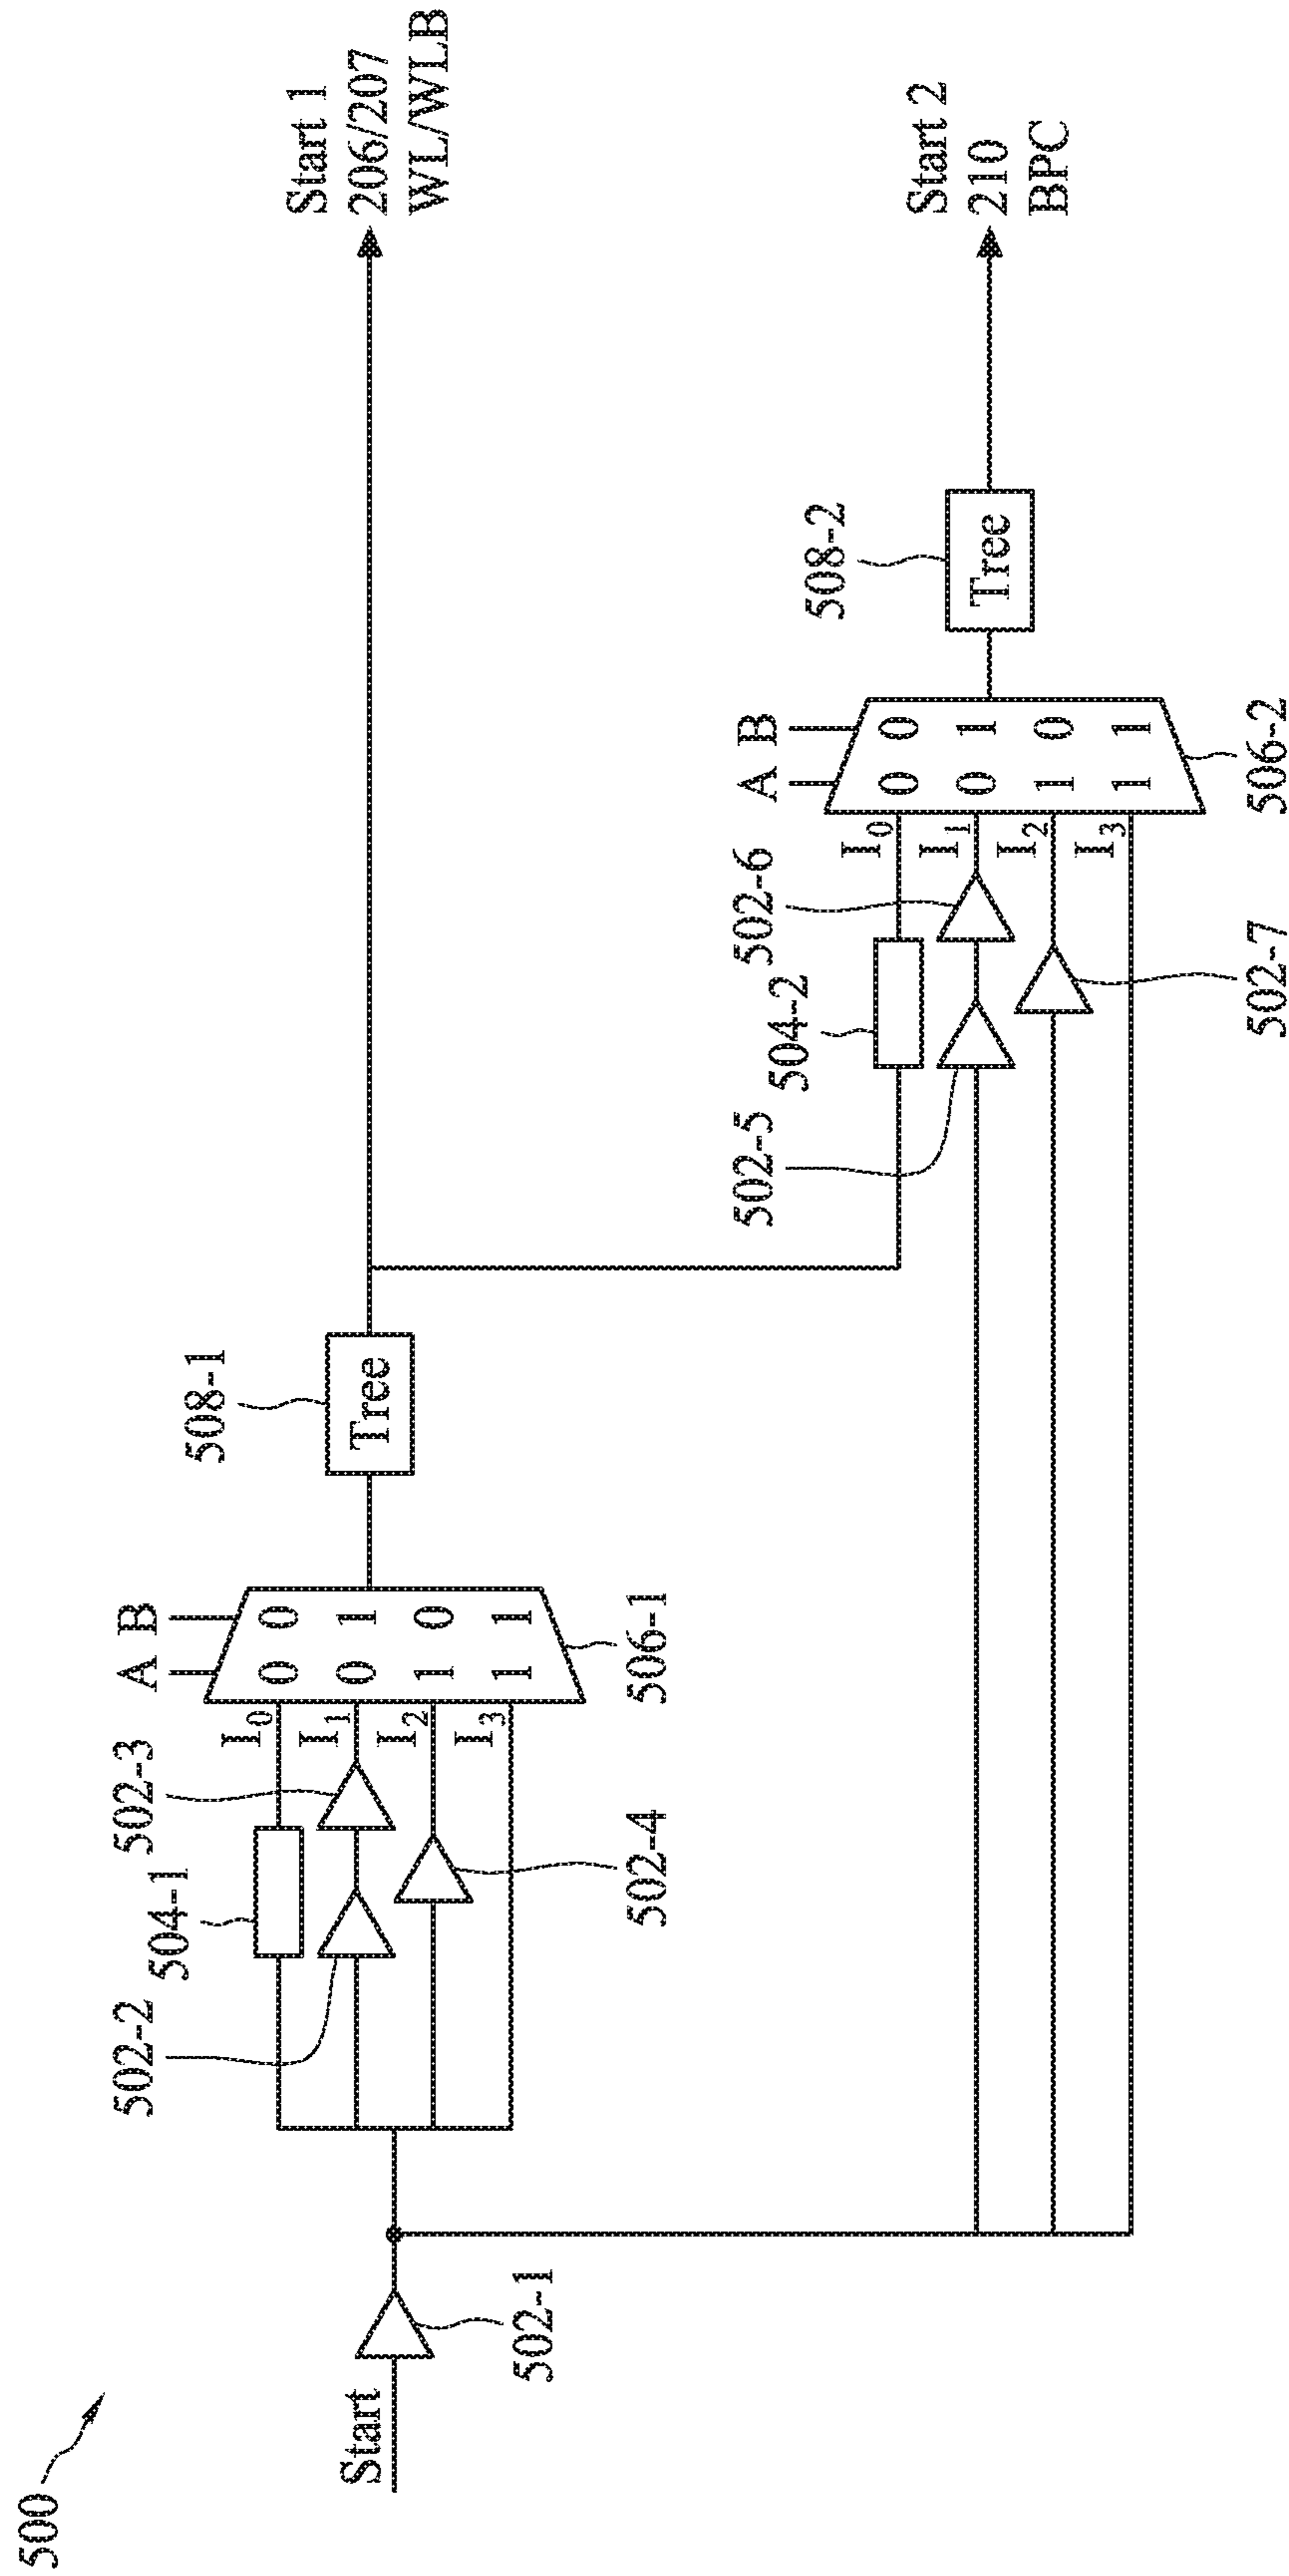 500
Start
502-1
502-2
504-1
502-3
502-4
I0
I1
I2
I3
A B
0 0
0 1
1 0
1 1
506-1
508-1
Tree
Start 1
206/207
WL/WLB
502-5
504-2
502-6
502-7
I0
I1
I2
I3
A B
0 0
0 1
1 0
1 1
506-2
508-2
Tree
Start 2
210
BPC